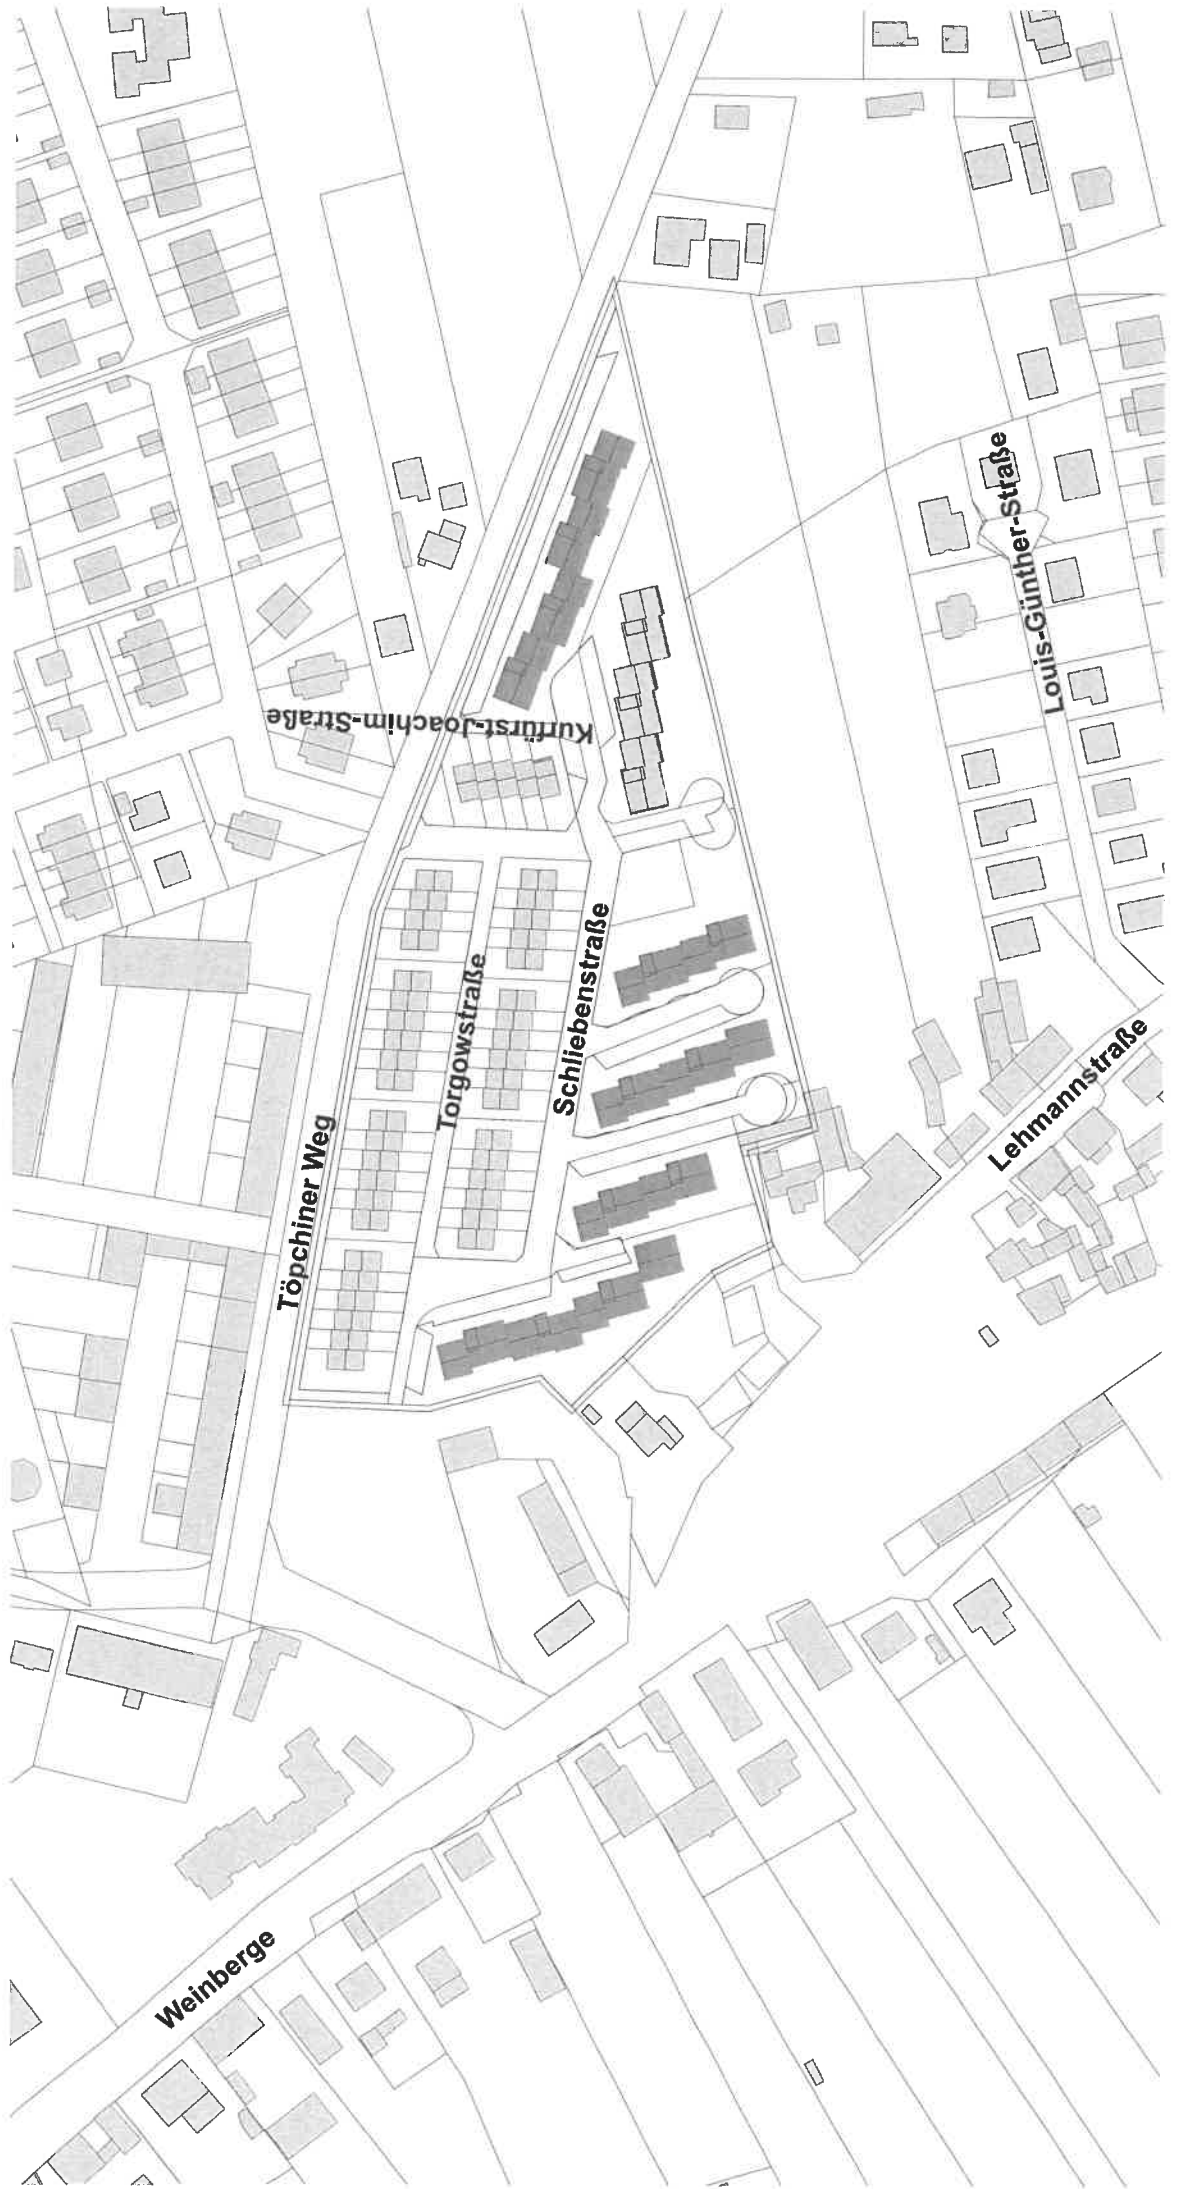 Louis-Günther-Straße
Kurfürst-Joachim-Straße
Schliebenstraße
Torgowstraße
Lehmannstraße
Töpchiner Weg
Weinberge